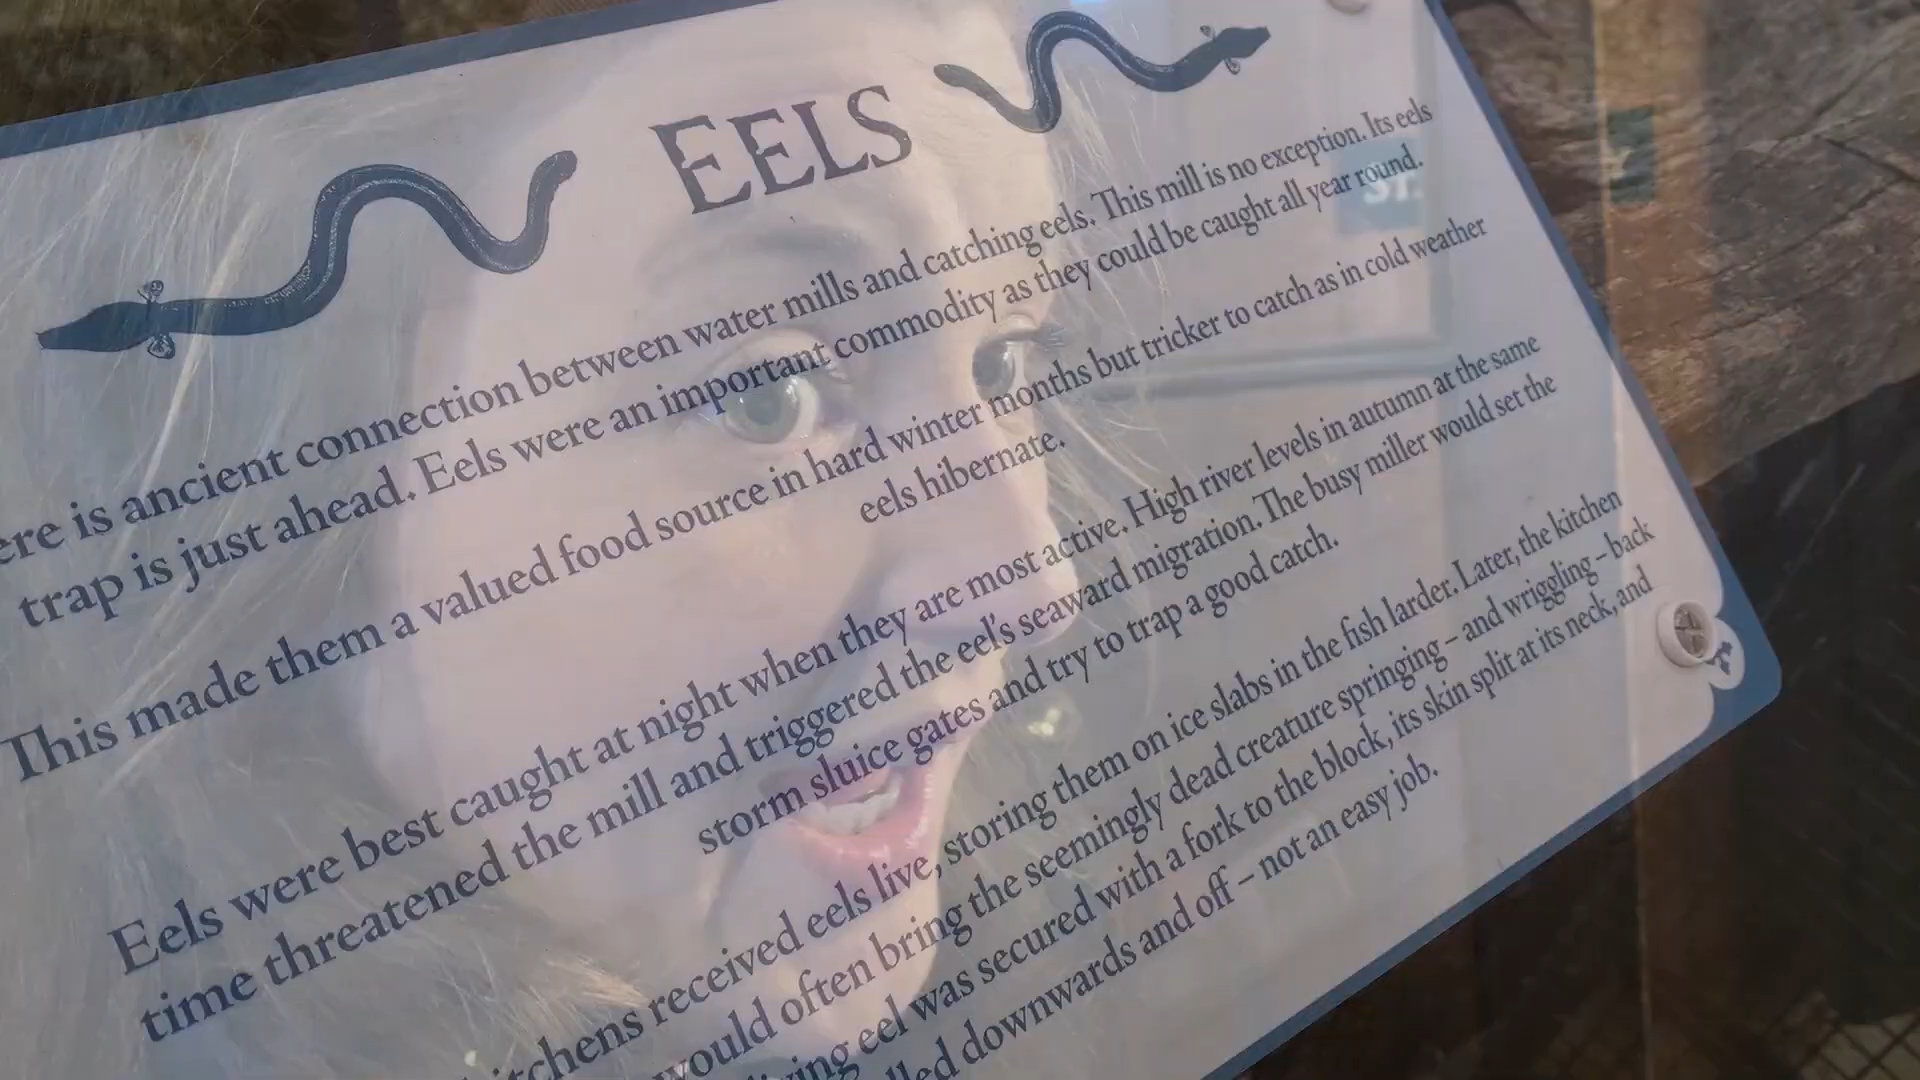 EELS
ere is ancient connection between water mills and catching eels. This mill is no exception. Its eels
trap is just ahead. Eels were an important commodity as they could be caught all year round.
This made them a valued food source in hard winter months but tricker to catch as in cold weather
eels hibernate.
Eels were best caught at night when they are most active. High river levels in autumn at the same
time threatened the mill and triggered the eel's seaward migration. The busy miller would set the
storm sluice gates and try to trap a good catch.
itchens received eels live, storing them on ice slabs in the fish larder. Later, the kitchen
would often bring the seemingly dead creature springing – and wriggling – back
iving eel was secured with a fork to the block, its skin split at its neck, and
lled downwards and off – not an easy job.
ST.